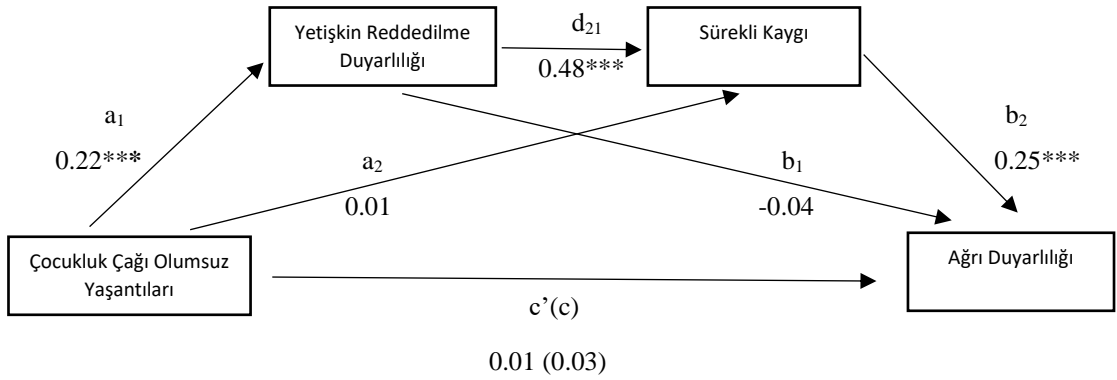 Yetişkin Reddedilme
Duyarlılığı
d21
0.48***
Sürekli Kaygı
a1
0.22***
a2
0.01
b1
-0.04
b2
0.25***
Çocukluk Çağı Olumsuz
Yaşantıları
Ağrı Duyarlılığı
c’(c)
0.01 (0.03)